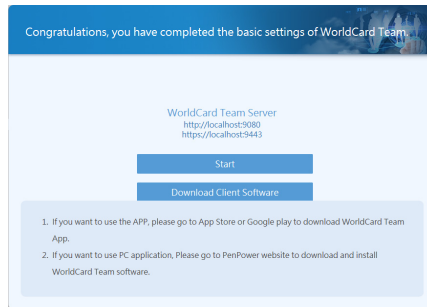 Congratulations, you have completed the basic settings of WorldCard Team.
WorldCard Team Server
http://localhost:9080
https://localhost:9443
Start
Download Client Software
1. If you want to use the APP, please go to App Store or Google play to download WorldCard Team
App.
2. If you want to use PC application, Please go to PenPower website to download and install
WorldCard Team software.